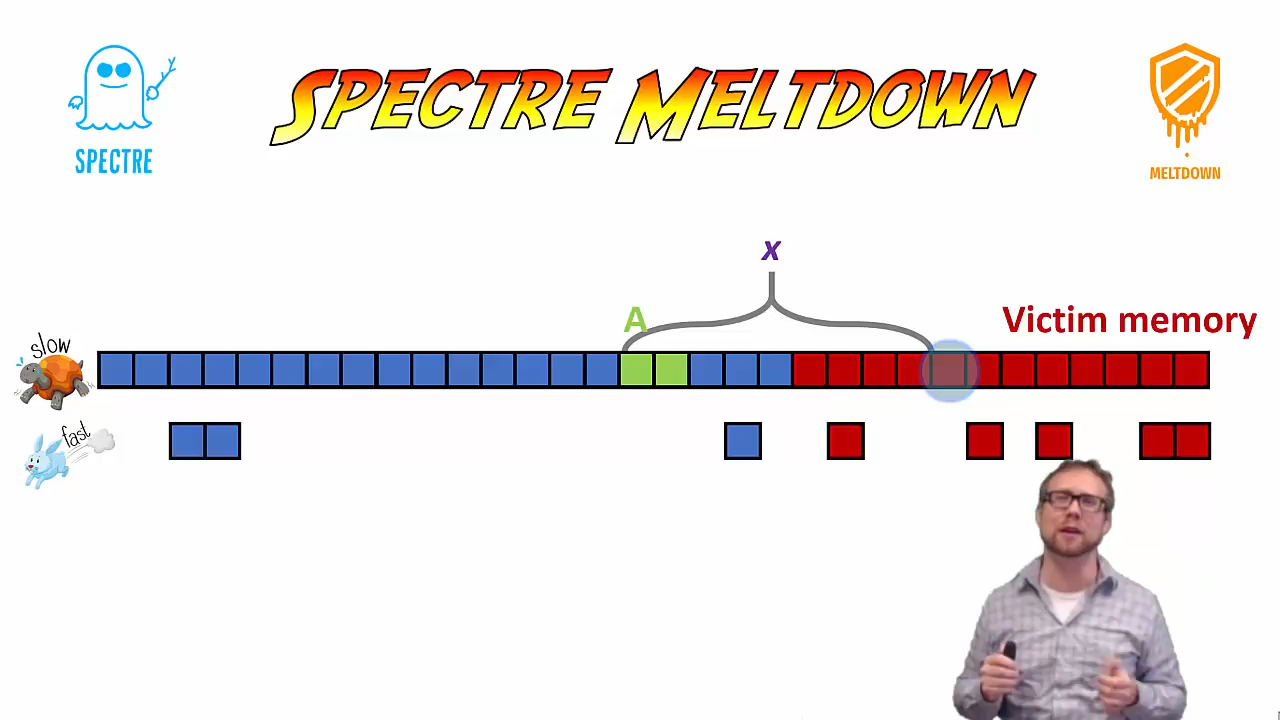 SPECTRE MELTDOWN
SPECTRE
MELTDOWN
x
A
Victim memory
slow
fast